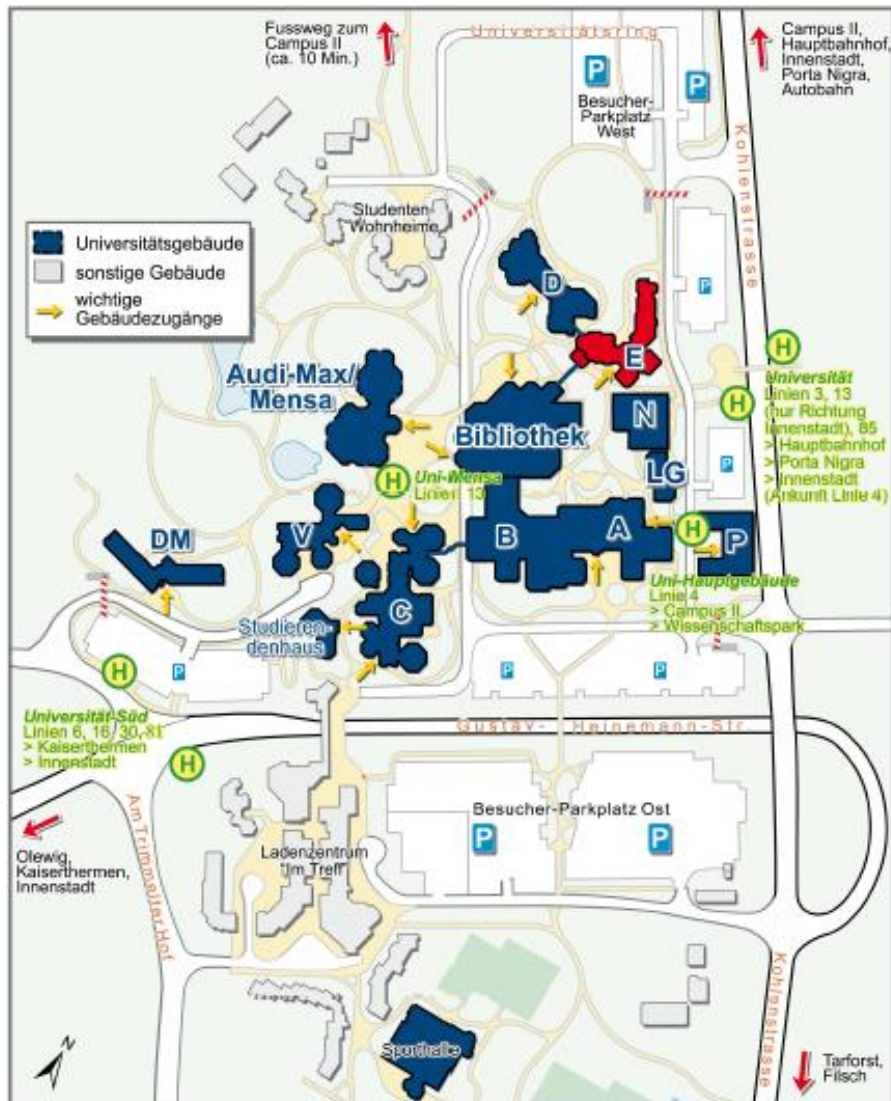 Fussweg zum
Campus II
(ca. 10 Min.)
Universitätsring
Campus II,
Hauptbahnhof,
Innenstadt,
Porta Nigra,
Autobahn
P
P
Besucher-
Parkplatz
West
Kohlenstrasse
Studenten-
Wohnheime
Universitätsgebäude
sonstige Gebäude
wichtige
Gebäudezugänge
D
P
E
H
Audi-Max/
Mensa
Universität
Linien 3, 13
(nur Richtung
Innenstadt), 85
> Hauptbahnhof
> Porta Nigra
> Innenstadt
(Ankunft Linie 4)
H
N
Bibliothek
P
LG
H
Uni-Mensa
Linien 13
DM
V
B
A
H
P
Uni-Hauptgebäude
Linie 4
> Campus II
> Wissenschaftspark
C
Studieren-
denhaus
P
P
P
H
Universität-Süd
Linien 6, 16, 30, 81
> Kaiserthermen
> Innenstadt
H
Gustav-Heinemann-Str.
Besucher-Parkplatz Ost
P
P
Olewig,
Kaiserthermen,
Innenstadt
Am Trimmelter Hof
Ladenzentrum
"Im Treff"
Kohlenstrasse
N
Sporthalle
Tarforst,
Filsch